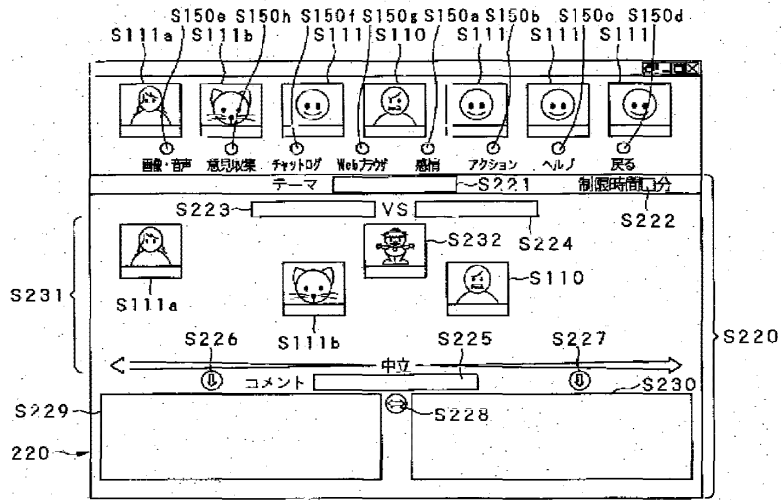 S150e S150h S150f S150g S150a S150b S150c S150d
S111a S111b S111 S110 S111 S111 S111
画像・音声 意見収集 チャットログ Webブラウザ 感情 アクション ヘルプ 戻る
テーマ S221 制限時間 分
S223 VS S222
S232 S224
S231 S110
S111a S220
S111b
S226 S225 S227
中立
コメント S230
S229 S228
220